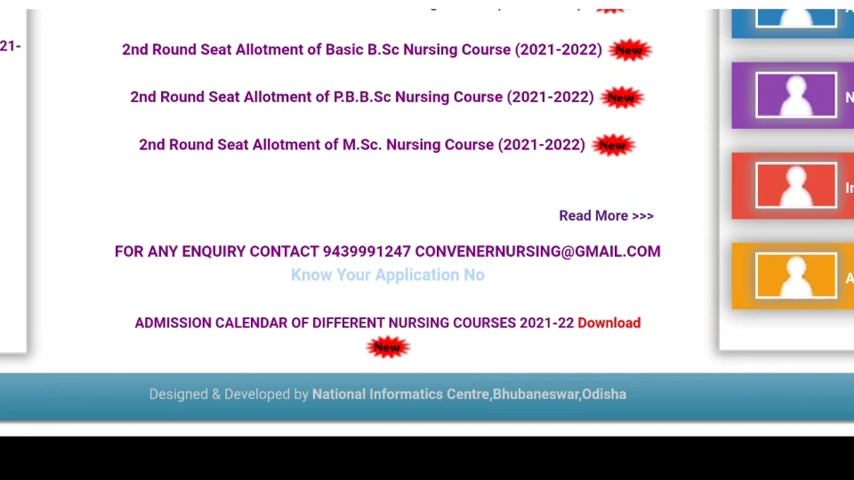 21-
2nd Round Seat Allotment of Basic B.Sc Nursing Course (2021-2022) New
2nd Round Seat Allotment of P.B.B.Sc Nursing Course (2021-2022) New
2nd Round Seat Allotment of M.Sc. Nursing Course (2021-2022) New
Read More >>>
FOR ANY ENQUIRY CONTACT 9439991247 CONVENERNURSING@GMAIL.COM
Know Your Application No
ADMISSION CALENDAR OF DIFFERENT NURSING COURSES 2021-22 Download
New
Designed & Developed by National Informatics Centre,Bhubaneswar,Odisha
N
In
A